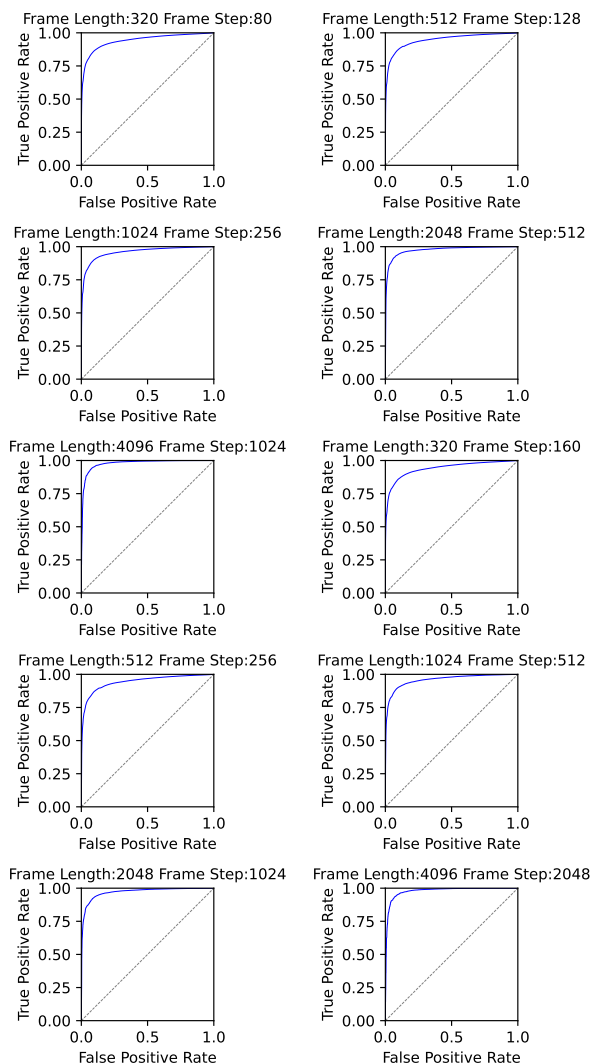 Frame Length:320 Frame Step:80
Frame Length:512 Frame Step:128
1.00
0.75
0.50
0.25
0.00
True Positive Rate
0.0 0.5 1.0
False Positive Rate
1.00
0.75
0.50
0.25
0.00
True Positive Rate
0.0 0.5 1.0
False Positive Rate
Frame Length:1024 Frame Step:256
Frame Length:2048 Frame Step:512
1.00
0.75
0.50
0.25
0.00
True Positive Rate
0.0 0.5 1.0
False Positive Rate
1.00
0.75
0.50
0.25
0.00
True Positive Rate
0.0 0.5 1.0
False Positive Rate
Frame Length:4096 Frame Step:1024
Frame Length:320 Frame Step:160
1.00
0.75
0.50
0.25
0.00
True Positive Rate
0.0 0.5 1.0
False Positive Rate
1.00
0.75
0.50
0.25
0.00
True Positive Rate
0.0 0.5 1.0
False Positive Rate
Frame Length:512 Frame Step:256
Frame Length:1024 Frame Step:512
1.00
0.75
0.50
0.25
0.00
True Positive Rate
0.0 0.5 1.0
False Positive Rate
1.00
0.75
0.50
0.25
0.00
True Positive Rate
0.0 0.5 1.0
False Positive Rate
Frame Length:2048 Frame Step:1024
Frame Length:4096 Frame Step:2048
1.00
0.75
0.50
0.25
0.00
True Positive Rate
0.0 0.5 1.0
False Positive Rate
1.00
0.75
0.50
0.25
0.00
True Positive Rate
0.0 0.5 1.0
False Positive Rate